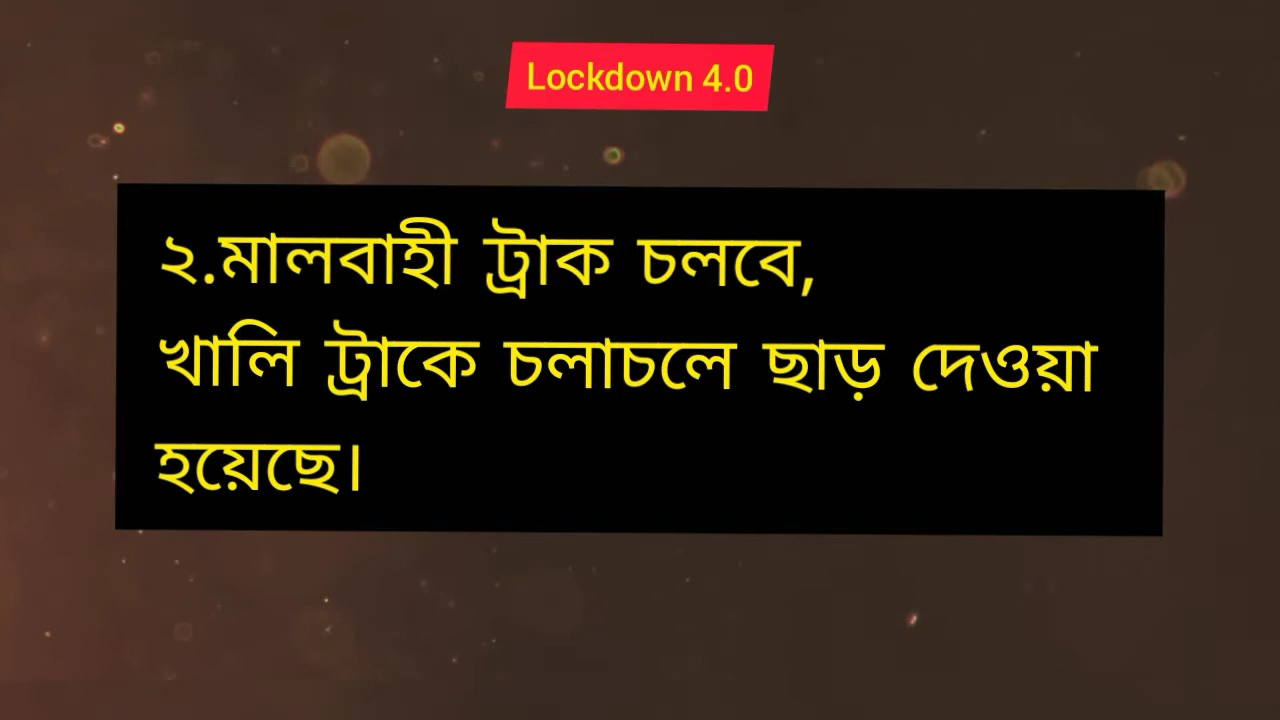 Lockdown 4.0
২.মালবাহী ট্রাক চলবে,
খালি ট্রাকে চলাচলে ছাড় দেওয়া
হয়েছে।